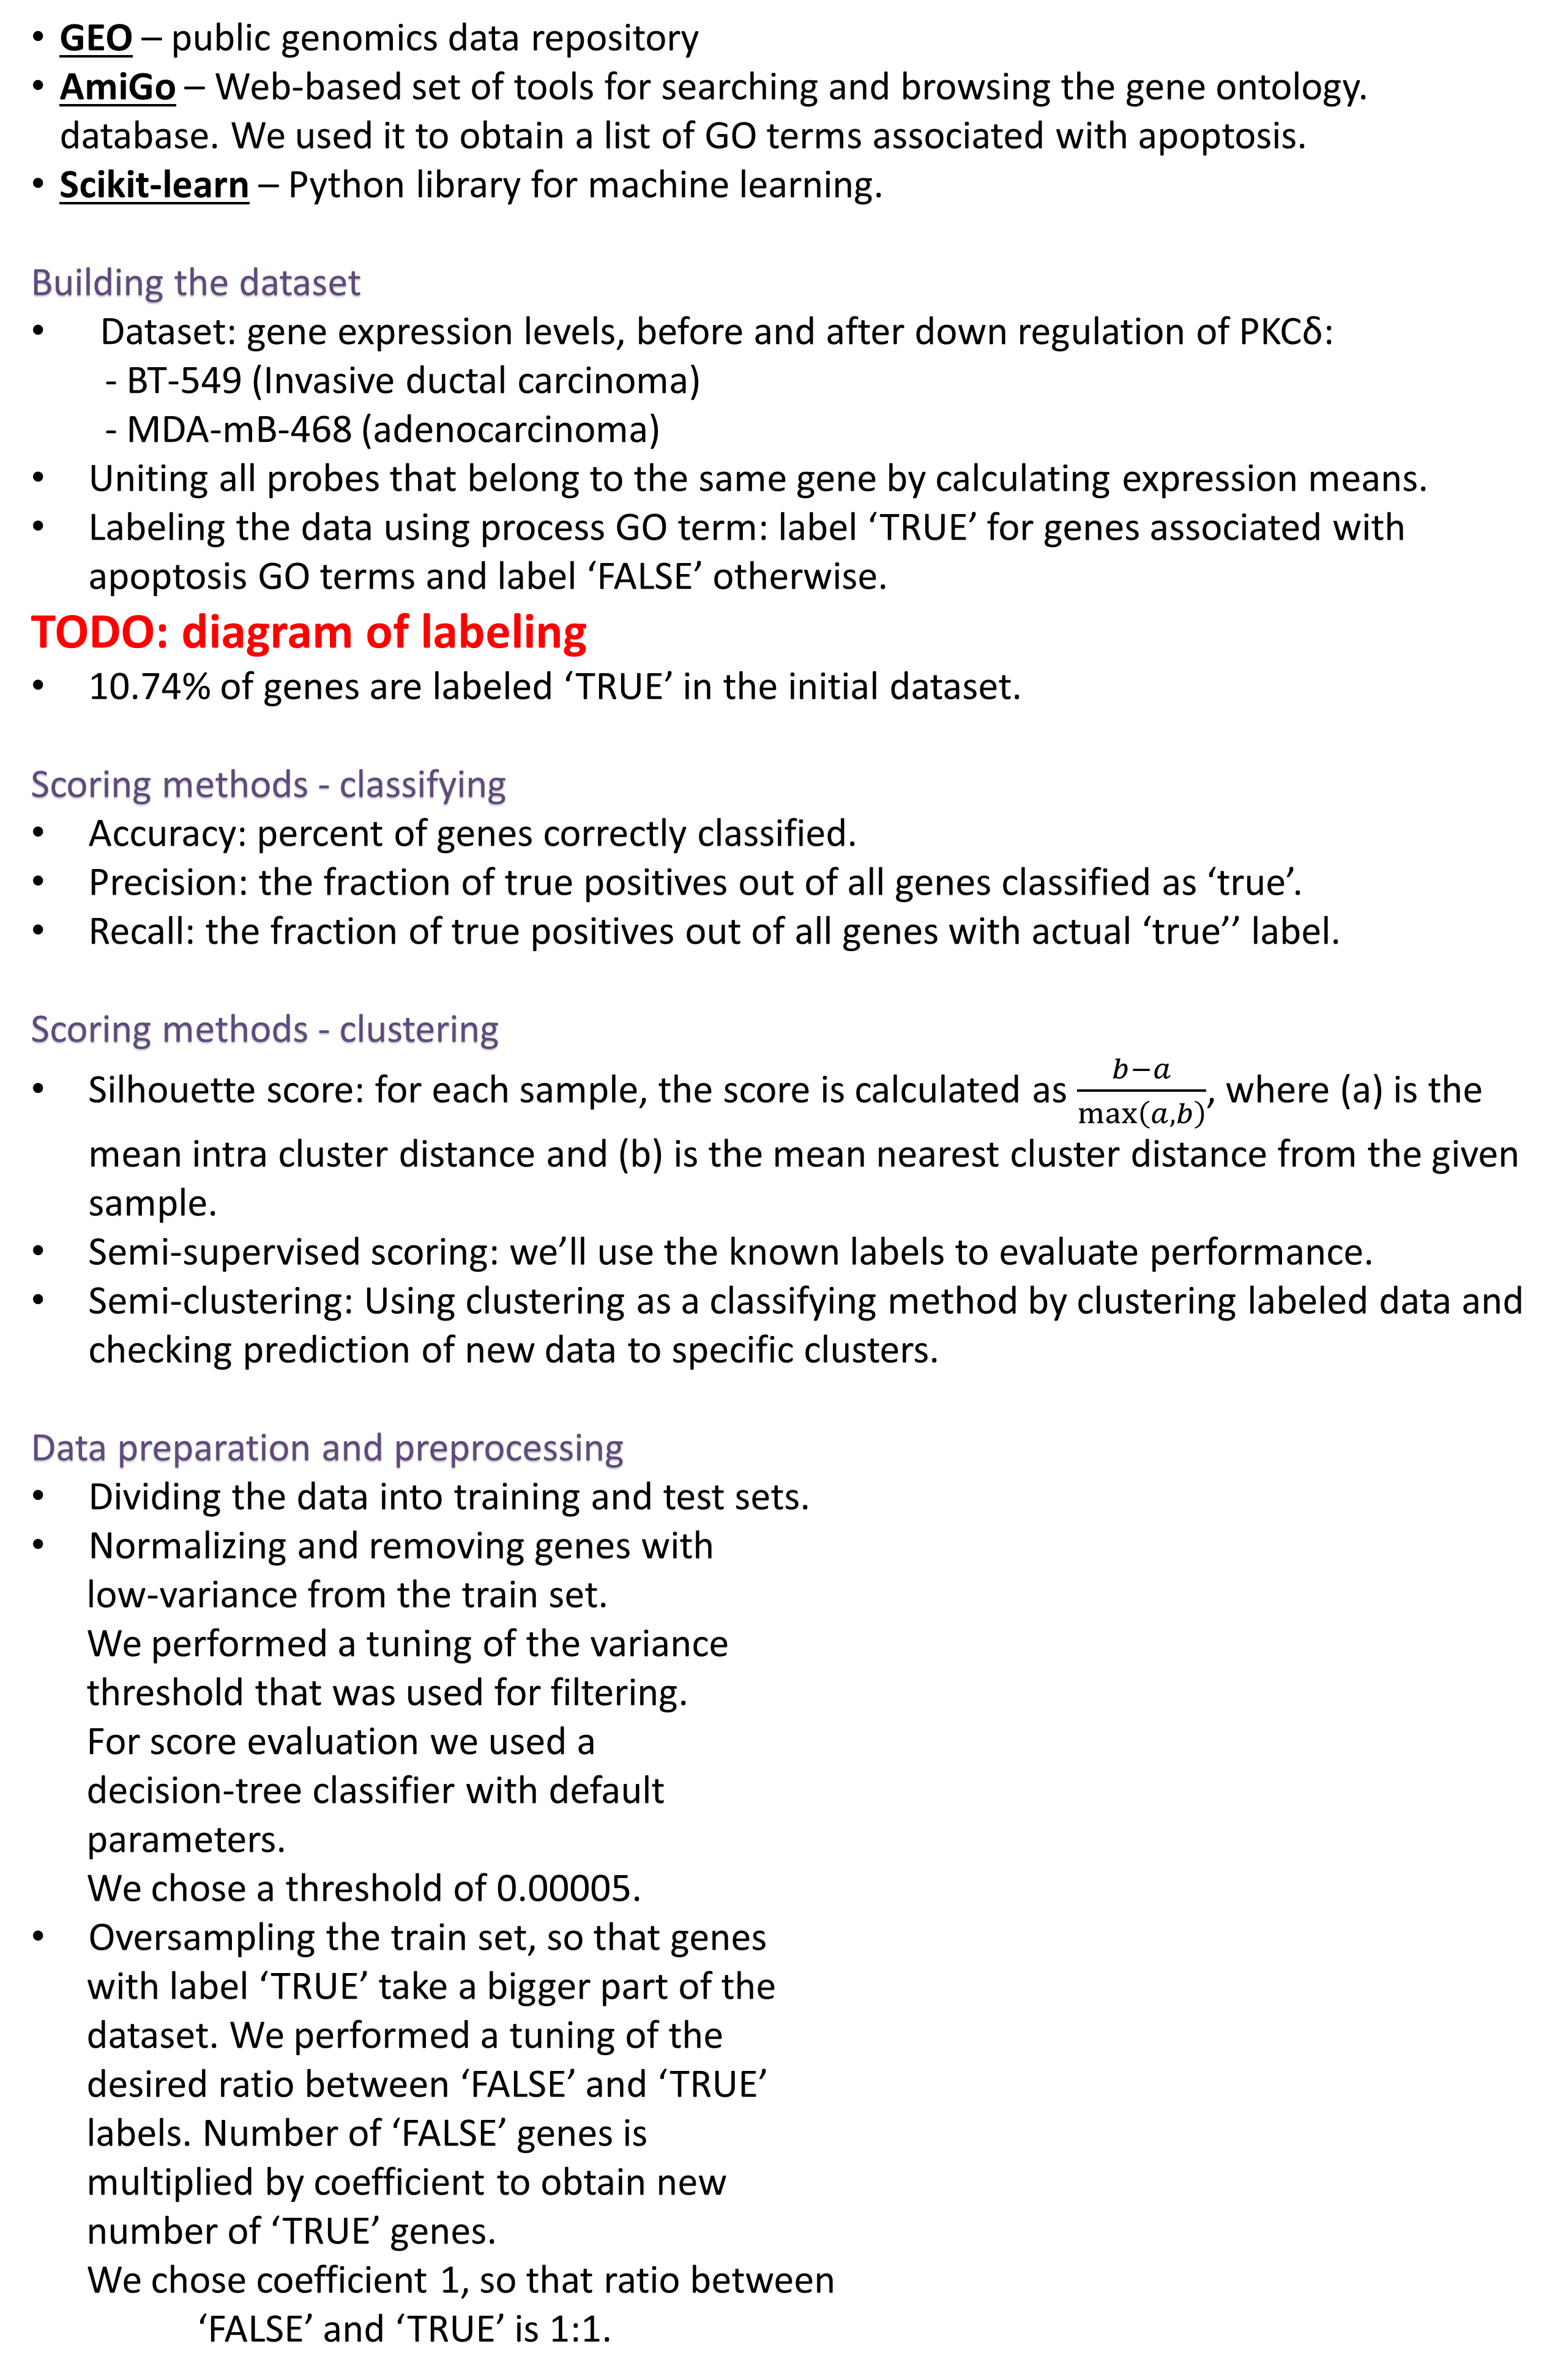 • GEO – public genomics data repository
• AmiGo – Web-based set of tools for searching and browsing the gene ontology.
database. We used it to obtain a list of GO terms associated with apoptosis.
• Scikit-learn – Python library for machine learning.
Building the dataset
• Dataset: gene expression levels, before and after down regulation of PKCδ:
- BT-549 (Invasive ductal carcinoma)
- MDA-mB-468 (adenocarcinoma)
• Uniting all probes that belong to the same gene by calculating expression means.
• Labeling the data using process GO term: label ‘TRUE’ for genes associated with
apoptosis GO terms and label ‘FALSE’ otherwise.
TODO: diagram of labeling
• 10.74% of genes are labeled ‘TRUE’ in the initial dataset.
Scoring methods - classifying
• Accuracy: percent of genes correctly classified.
• Precision: the fraction of true positives out of all genes classified as ‘true’.
• Recall: the fraction of true positives out of all genes with actual ‘true’’ label.
Scoring methods - clustering
• Silhouette score: for each sample, the score is calculated as (b−a)/max(a,b), where (a) is the
mean intra cluster distance and (b) is the mean nearest cluster distance from the given
sample.
• Semi-supervised scoring: we’ll use the known labels to evaluate performance.
• Semi-clustering: Using clustering as a classifying method by clustering labeled data and
checking prediction of new data to specific clusters.
Data preparation and preprocessing
• Dividing the data into training and test sets.
• Normalizing and removing genes with
low-variance from the train set.
We performed a tuning of the variance
threshold that was used for filtering.
For score evaluation we used a
decision-tree classifier with default
parameters.
We chose a threshold of 0.00005.
• Oversampling the train set, so that genes
with label ‘TRUE’ take a bigger part of the
dataset. We performed a tuning of the
desired ratio between ‘FALSE’ and ‘TRUE’
labels. Number of ‘FALSE’ genes is
multiplied by coefficient to obtain new
number of ‘TRUE’ genes.
We chose coefficient 1, so that ratio between
‘FALSE’ and ‘TRUE’ is 1:1.